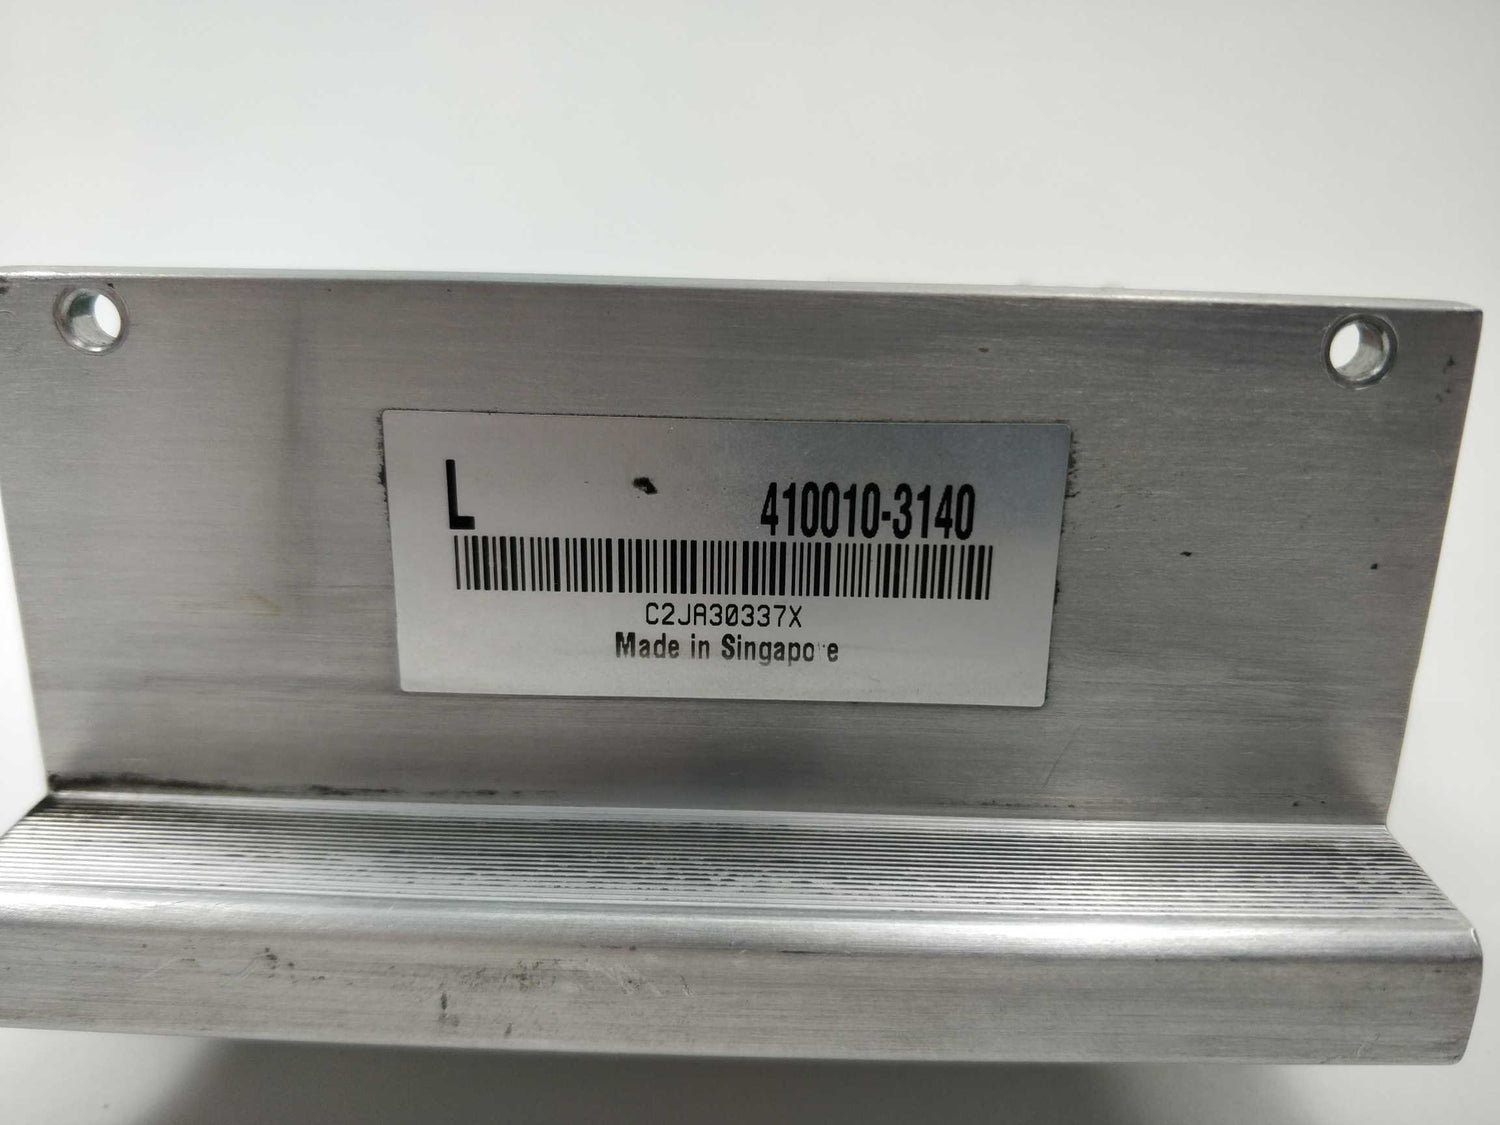 L 410010-3140
C2JA30337X
Made in Singapore